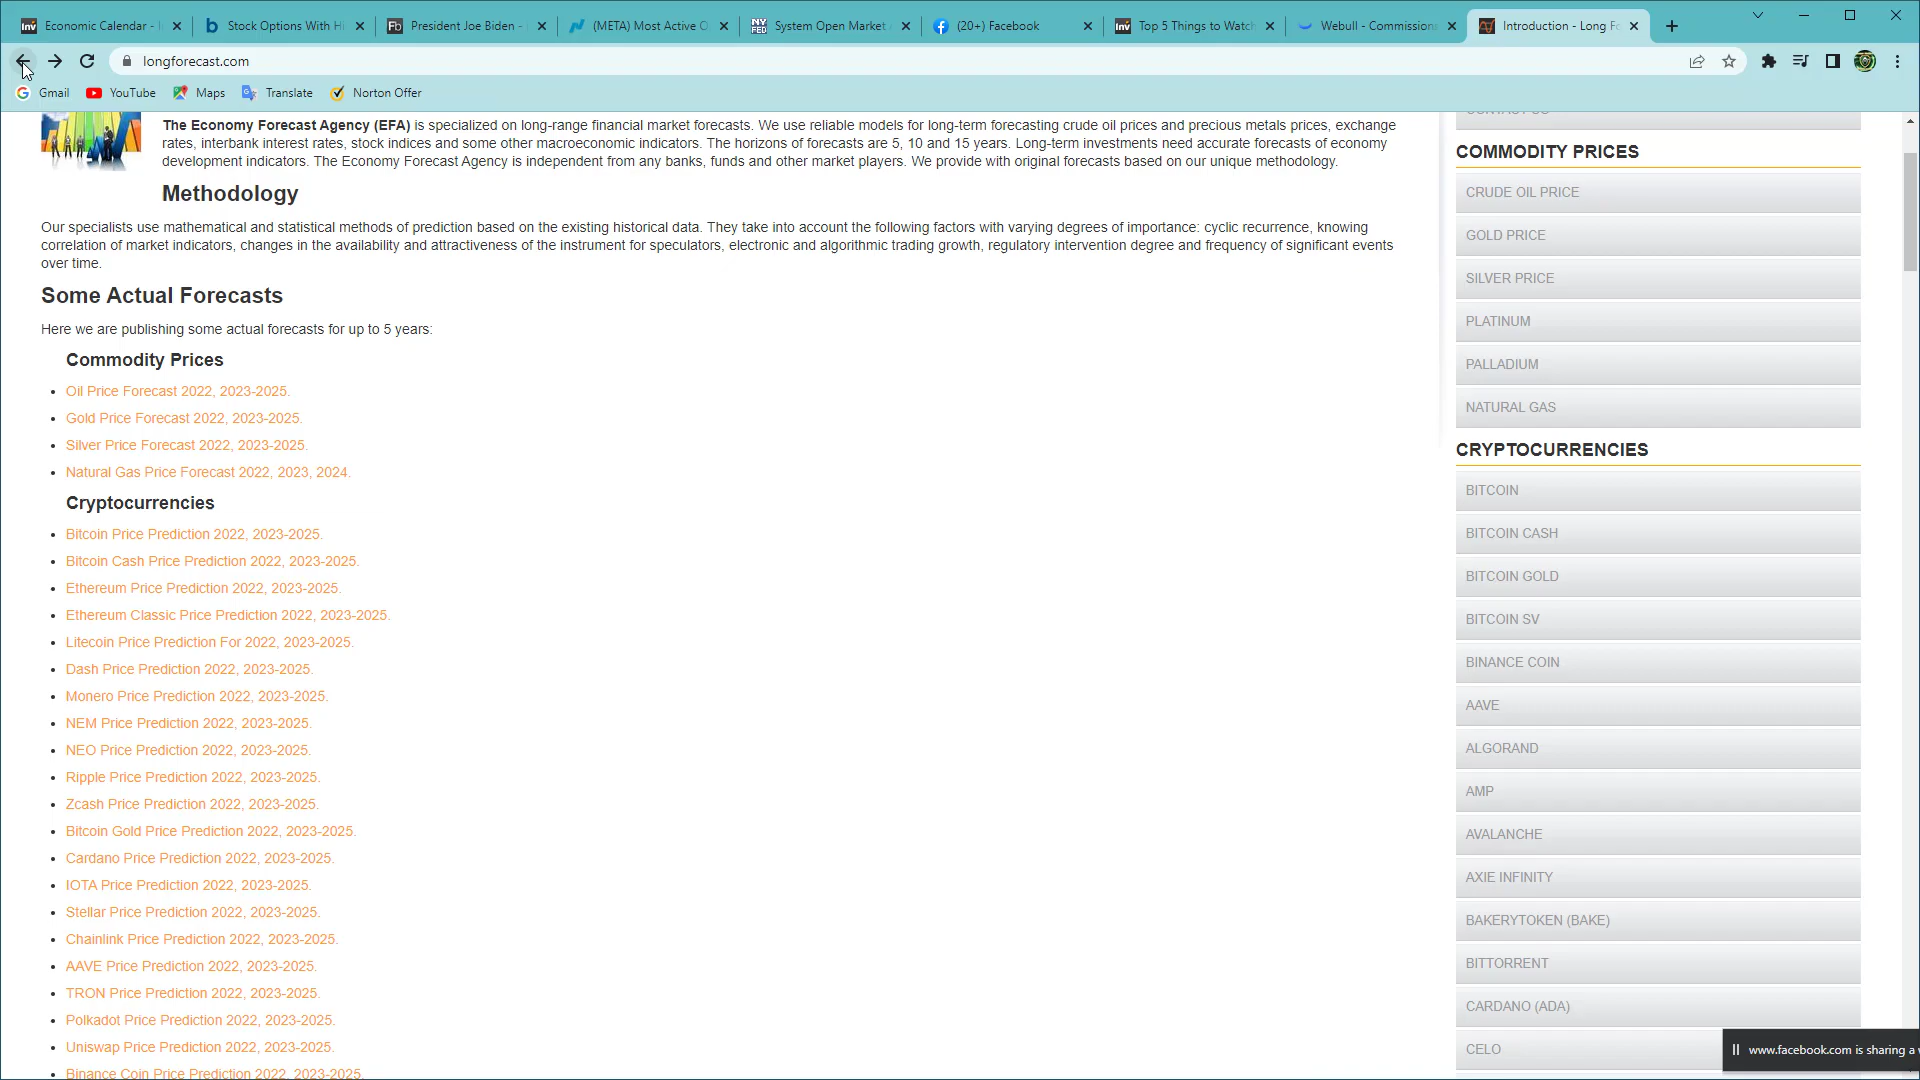 Economic Calendar - I
Stock Options With Hi
President Joe Biden -
(META) Most Active O
System Open Market A
(20+) Facebook
Top 5 Things to Watch
Webull - Commission
Introduction - Long Fo
longforecast.com
Gmail
YouTube
Maps
Translate
Norton Offer
The Economy Forecast Agency (EFA) is specialized on long-range financial market forecasts. We use reliable models for long-term forecasting crude oil prices and precious metals prices, exchange
rates, interbank interest rates, stock indices and some other macroeconomic indicators. The horizons of forecasts are 5, 10 and 15 years. Long-term investments need accurate forecasts of economy
development indicators. The Economy Forecast Agency is independent from any banks, funds and other market players. We provide with original forecasts based on our unique methodology.
Methodology
Our specialists use mathematical and statistical methods of prediction based on the existing historical data. They take into account the following factors with varying degrees of importance: cyclic recurrence, knowing
correlation of market indicators, changes in the availability and attractiveness of the instrument for speculators, electronic and algorithmic trading growth, regulatory intervention degree and frequency of significant events
over time.
Some Actual Forecasts
Here we are publishing some actual forecasts for up to 5 years:
Commodity Prices
Oil Price Forecast 2022, 2023-2025.
Gold Price Forecast 2022, 2023-2025.
Silver Price Forecast 2022, 2023-2025.
Natural Gas Price Forecast 2022, 2023, 2024.
Cryptocurrencies
Bitcoin Price Prediction 2022, 2023-2025.
Bitcoin Cash Price Prediction 2022, 2023-2025.
Ethereum Price Prediction 2022, 2023-2025.
Ethereum Classic Price Prediction 2022, 2023-2025.
Litecoin Price Prediction For 2022, 2023-2025.
Dash Price Prediction 2022, 2023-2025.
Monero Price Prediction 2022, 2023-2025.
NEM Price Prediction 2022, 2023-2025.
NEO Price Prediction 2022, 2023-2025.
Ripple Price Prediction 2022, 2023-2025.
Zcash Price Prediction 2022, 2023-2025.
Bitcoin Gold Price Prediction 2022, 2023-2025.
Cardano Price Prediction 2022, 2023-2025.
IOTA Price Prediction 2022, 2023-2025.
Stellar Price Prediction 2022, 2023-2025.
Chainlink Price Prediction 2022, 2023-2025.
AAVE Price Prediction 2022, 2023-2025.
TRON Price Prediction 2022, 2023-2025.
Polkadot Price Prediction 2022, 2023-2025.
Uniswap Price Prediction 2022, 2023-2025.
Binance Coin Price Prediction 2022, 2023-2025.
CONTACT US
COMMODITY PRICES
CRUDE OIL PRICE
GOLD PRICE
SILVER PRICE
PLATINUM
PALLADIUM
NATURAL GAS
CRYPTOCURRENCIES
BITCOIN
BITCOIN CASH
BITCOIN GOLD
BITCOIN SV
BINANCE COIN
AAVE
ALGORAND
AMP
AVALANCHE
AXIE INFINITY
BAKERYTOKEN (BAKE)
BITTORRENT
CARDANO (ADA)
CELO
www.facebook.com is sharing a